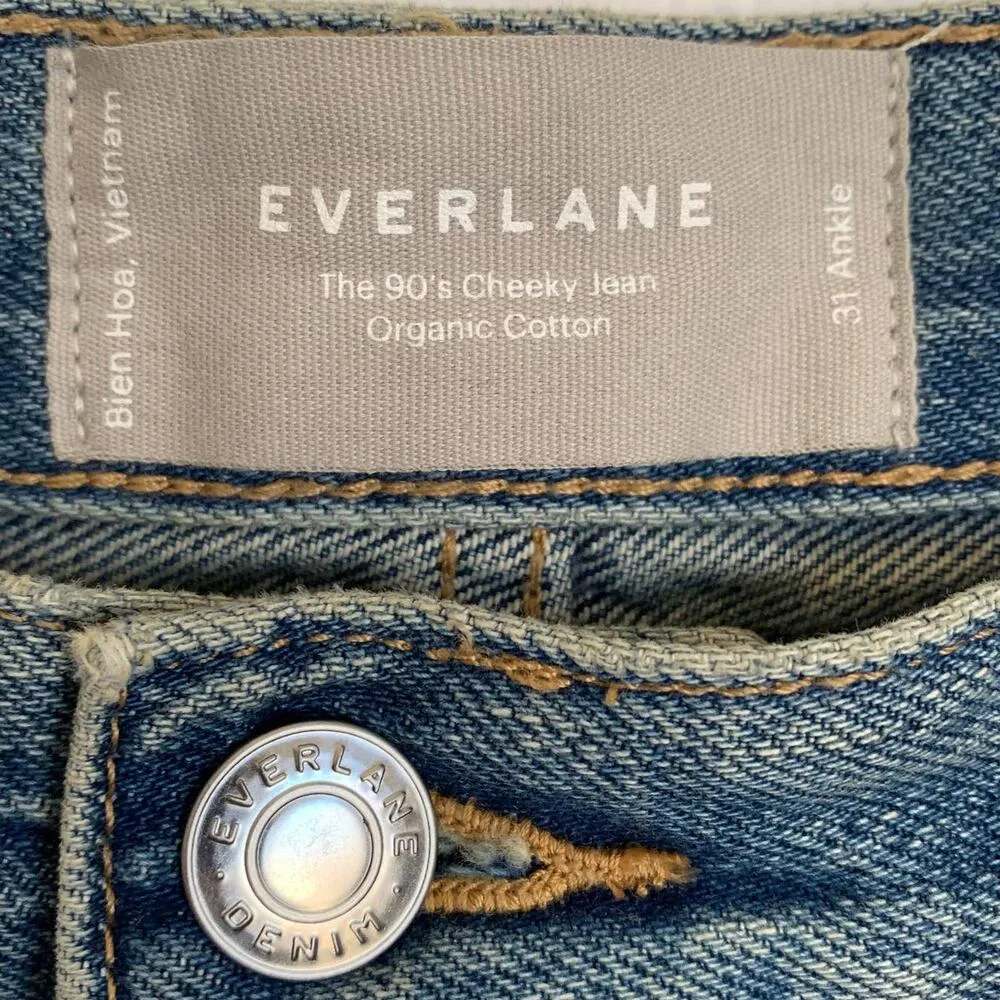 EVERLANE
The 90's Cheeky Jean
Organic Cotton
Bien Hoa, Vietnam
31 Ankle
EVERLANE
· DENIM ·